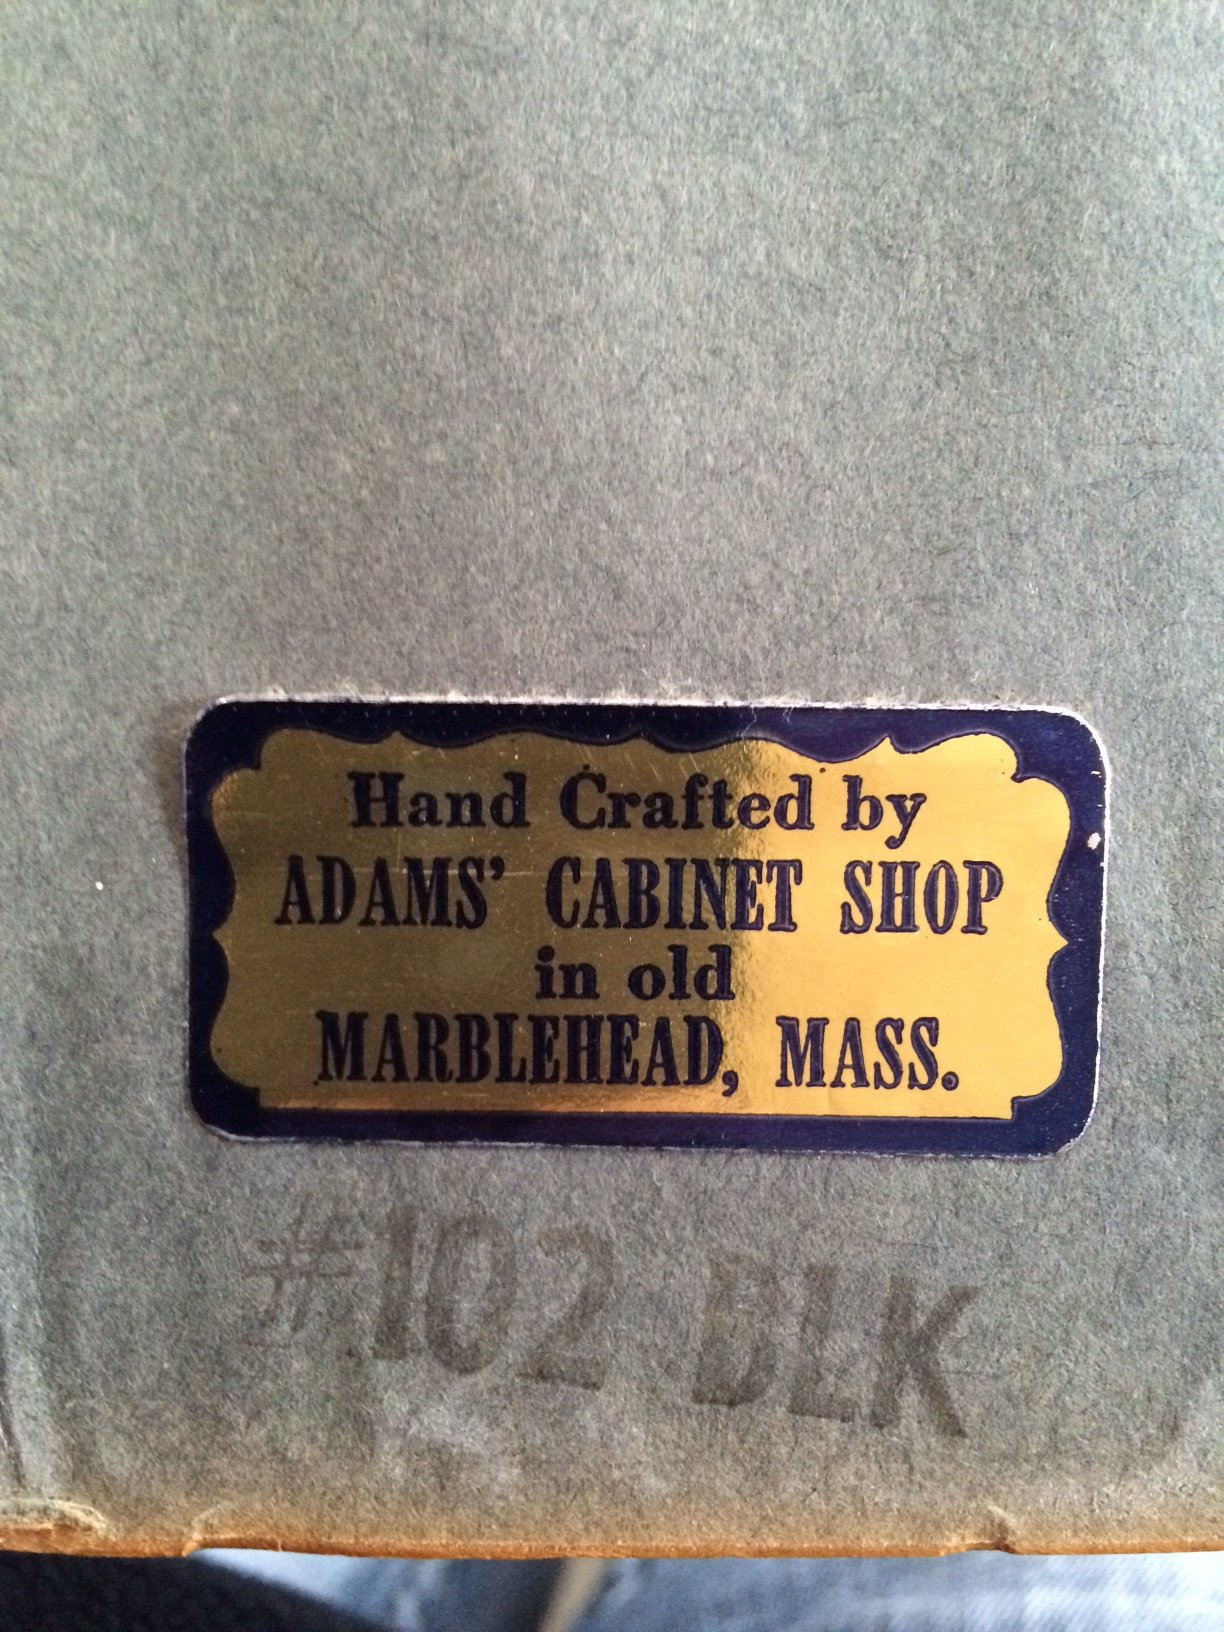 Hand Crafted by
ADAMS' CABINET SHOP
in old
MARBLEHEAD, MASS.
#102 BLK